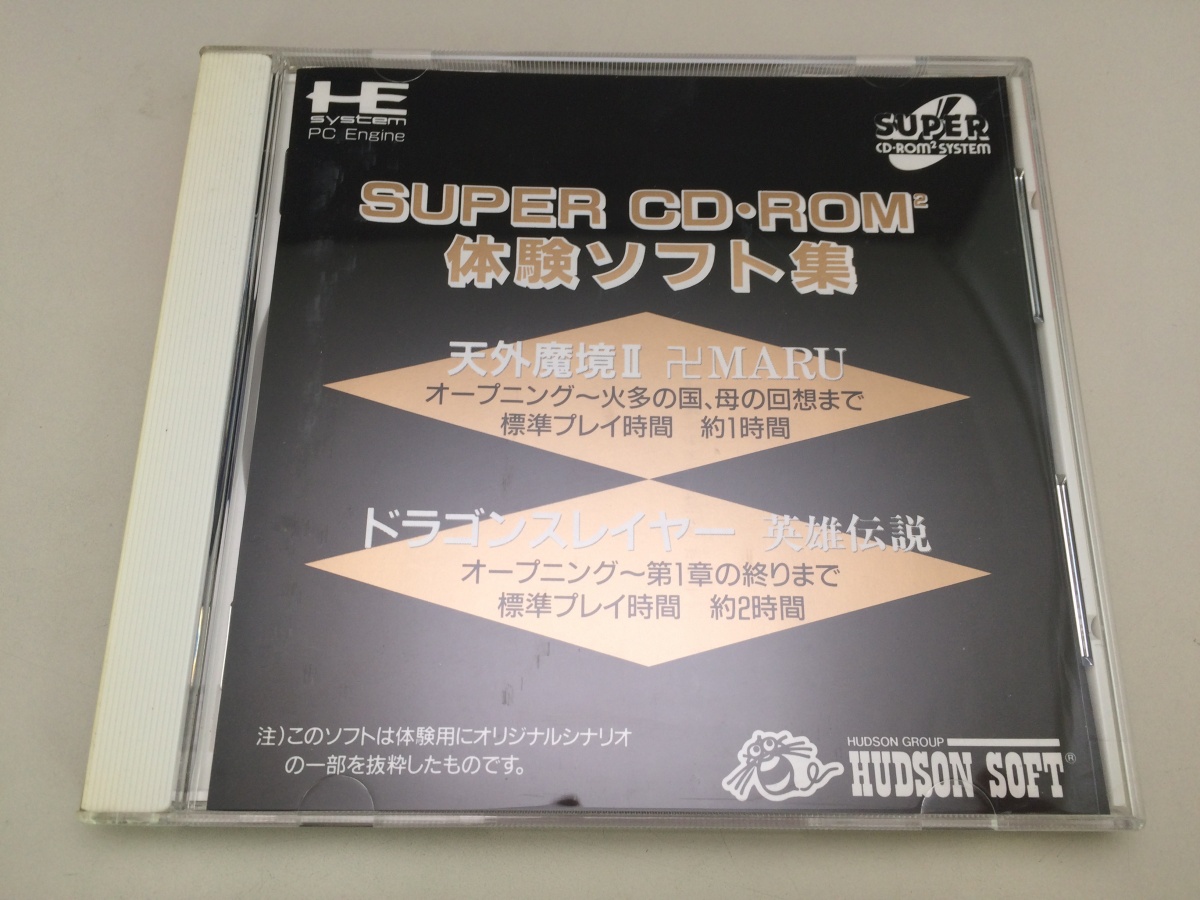 HE
system
PC Engine
SUPER
CD-ROM² SYSTEM
SUPER CD・ROM²
体験ソフト集
天外魔境Ⅱ 卍MARU
オープニング〜火多の国、母の回想まで
標準プレイ時間 約1時間
ドラゴンスレイヤー 英雄伝説
オープニング〜第1章の終りまで
標準プレイ時間 約2時間
注)このソフトは体験用にオリジナルシナリオ
の一部を抜粋したものです。
HUDSON GROUP
HUDSON SOFT®